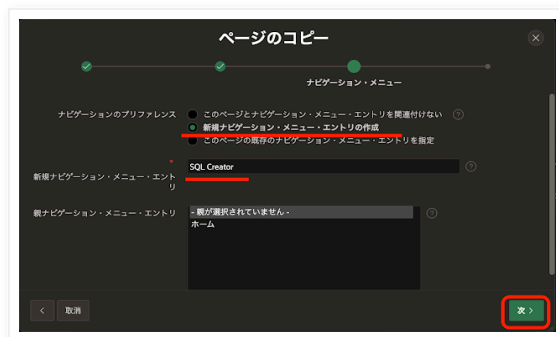 ページのコピー
ナビゲーション・メニュー
ナビゲーションのプリファレンス
このページとナビゲーション・メニュー・エントリを関連付けない
新規ナビゲーション・メニュー・エントリの作成
このページの既存のナビゲーション・メニュー・エントリを指定
* 新規ナビゲーション・メニュー・エント
リ
SQL Creator
親ナビゲーション・メニュー・エントリ
- 親が選択されていません -
ホーム
取消
次 >